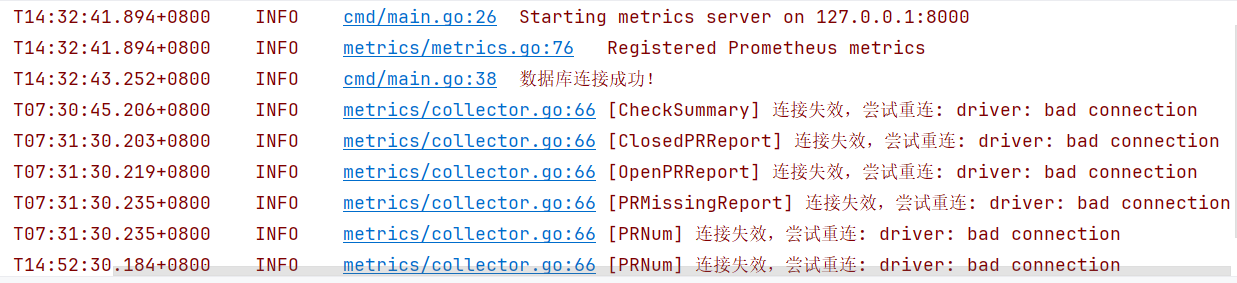 T14:32:41.894+0800 INFO cmd/main.go:26 Starting metrics server on 127.0.0.1:8000
T14:32:41.894+0800 INFO metrics/metrics.go:76 Registered Prometheus metrics
T14:32:43.252+0800 INFO cmd/main.go:38 数据库连接成功!
T07:30:45.206+0800 INFO metrics/collector.go:66 [CheckSummary] 连接失效，尝试重连: driver: bad connection
T07:31:30.203+0800 INFO metrics/collector.go:66 [ClosedPRReport] 连接失效，尝试重连: driver: bad connection
T07:31:30.219+0800 INFO metrics/collector.go:66 [OpenPRReport] 连接失效，尝试重连: driver: bad connection
T07:31:30.235+0800 INFO metrics/collector.go:66 [PRMissingReport] 连接失效，尝试重连: driver: bad connection
T07:31:30.235+0800 INFO metrics/collector.go:66 [PRNum] 连接失效，尝试重连: driver: bad connection
T14:52:30.184+0800 INFO metrics/collector.go:66 [PRNum] 连接失效，尝试重连: driver: bad connection